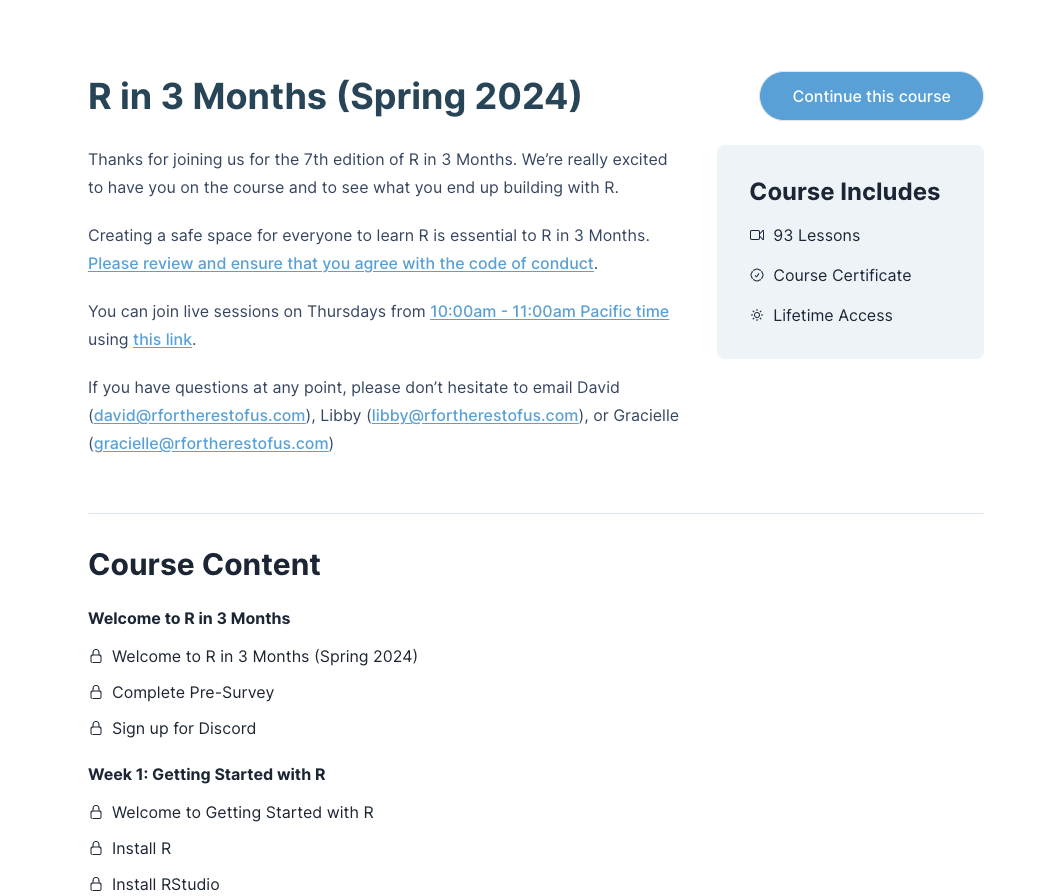 R in 3 Months (Spring 2024)
Continue this course
Thanks for joining us for the 7th edition of R in 3 Months. We’re really excited
to have you on the course and to see what you end up building with R.
Creating a safe space for everyone to learn R is essential to R in 3 Months.
Please review and ensure that you agree with the code of conduct.
You can join live sessions on Thursdays from 10:00am - 11:00am Pacific time
using this link.
If you have questions at any point, please don’t hesitate to email David
(david@rfortherestofus.com), Libby (libby@rfortherestofus.com), or Gracielle
(gracielle@rfortherestofus.com)
Course Includes
93 Lessons
Course Certificate
Lifetime Access
Course Content
Welcome to R in 3 Months
Welcome to R in 3 Months (Spring 2024)
Complete Pre-Survey
Sign up for Discord
Week 1: Getting Started with R
Welcome to Getting Started with R
Install R
Install RStudio